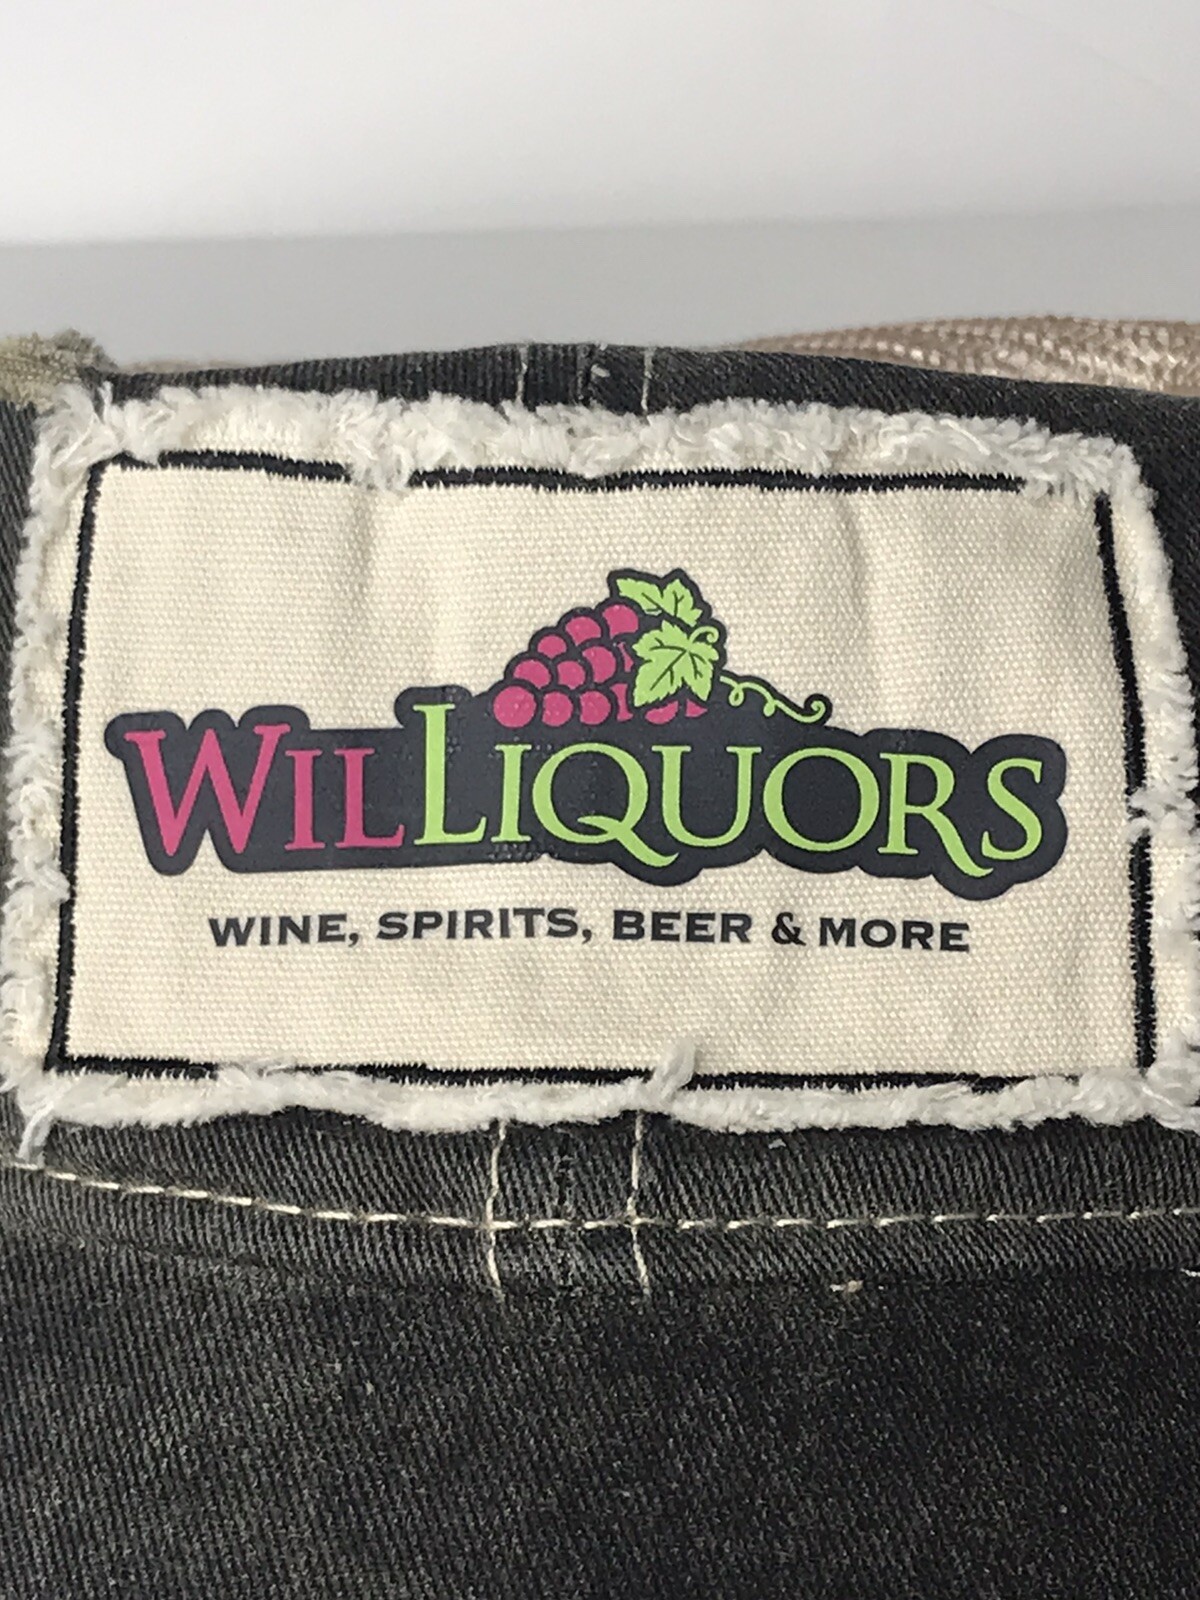 WILLIQUORS
WINE, SPIRITS, BEER & MORE